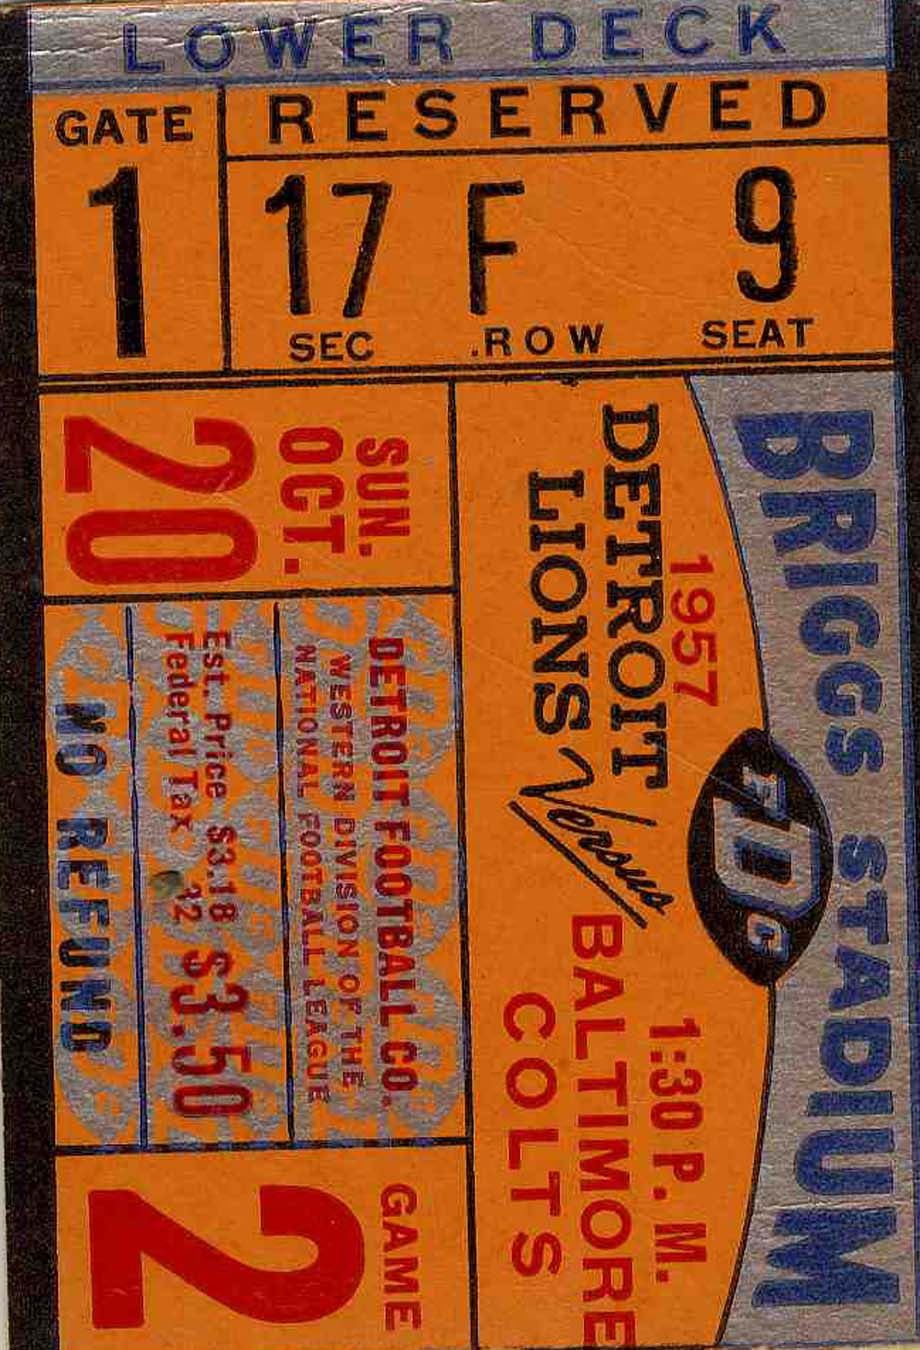 LOWER DECK
GATE
1
RESERVED
17 F 9
SEC .ROW SEAT
BRIGGS STADIUM
FDC
1957
1:30 P. M.
DETROIT
LIONS
Versus
BALTIMORE
COLTS
SUN.
OCT.
20
DETROIT FOOTBALL CO.
WESTERN DIVISION OF THE
NATIONAL FOOTBALL LEAGUE
Est. Price $3.18
Federal Tax .32
$3.50
NO REFUND
GAME
2